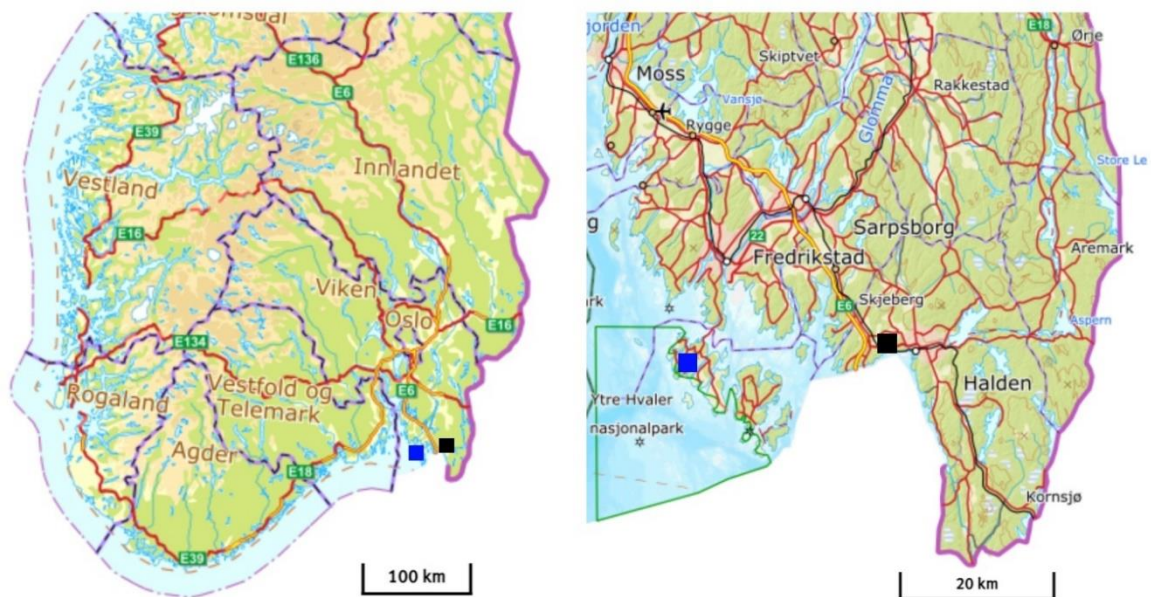 E136
E6
E39
Innlandet
Vestland
E16
Viken
Oslo
E16
E134
Vestfold og
Telemark
E6
Rogaland
Agder
E18
E39
100 km
jorden
E18
Ørje
Skiptvet
Moss
Rakkestad
Vansjø
Glomma
Rygge
Store Le
g
Sarpsborg
22
Aremark
Fredrikstad
Skjeberg
rk
E6
Aspern
Halden
Ytre Hvaler
nasjonalpark
Kornsjø
20 km